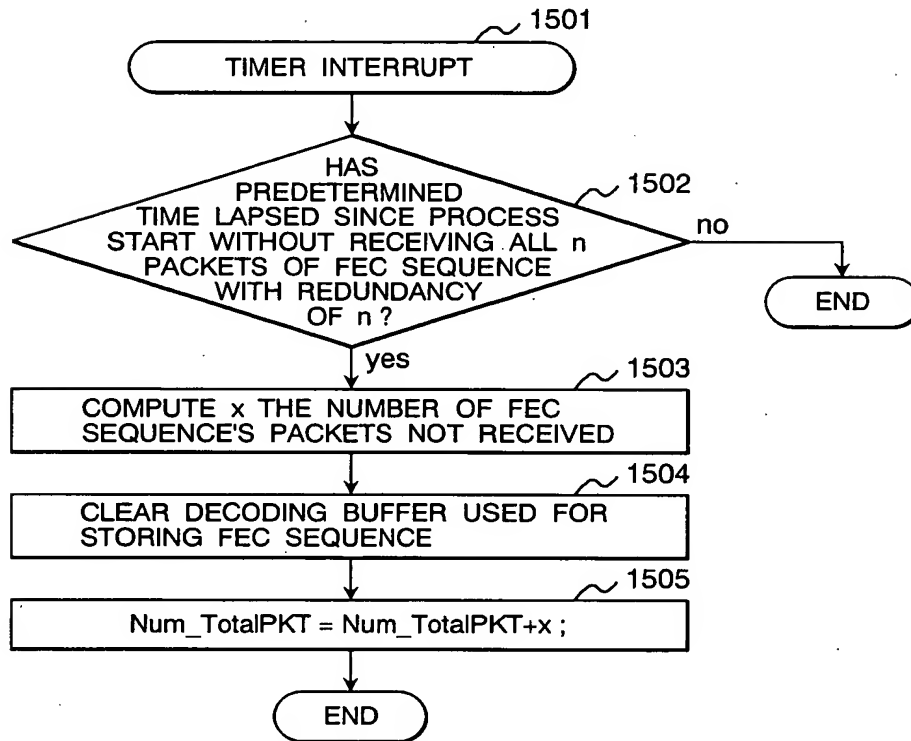 1501
TIMER INTERRUPT
HAS
PREDETERMINED
TIME LAPSED SINCE PROCESS
START WITHOUT RECEIVING ALL n
PACKETS OF FEC SEQUENCE
WITH REDUNDANCY
OF n ?
1502
no
END
yes
1503
COMPUTE x THE NUMBER OF FEC
SEQUENCE'S PACKETS NOT RECEIVED
1504
CLEAR DECODING BUFFER USED FOR
STORING FEC SEQUENCE
1505
Num_TotalPKT = Num_TotalPKT+x ;
END